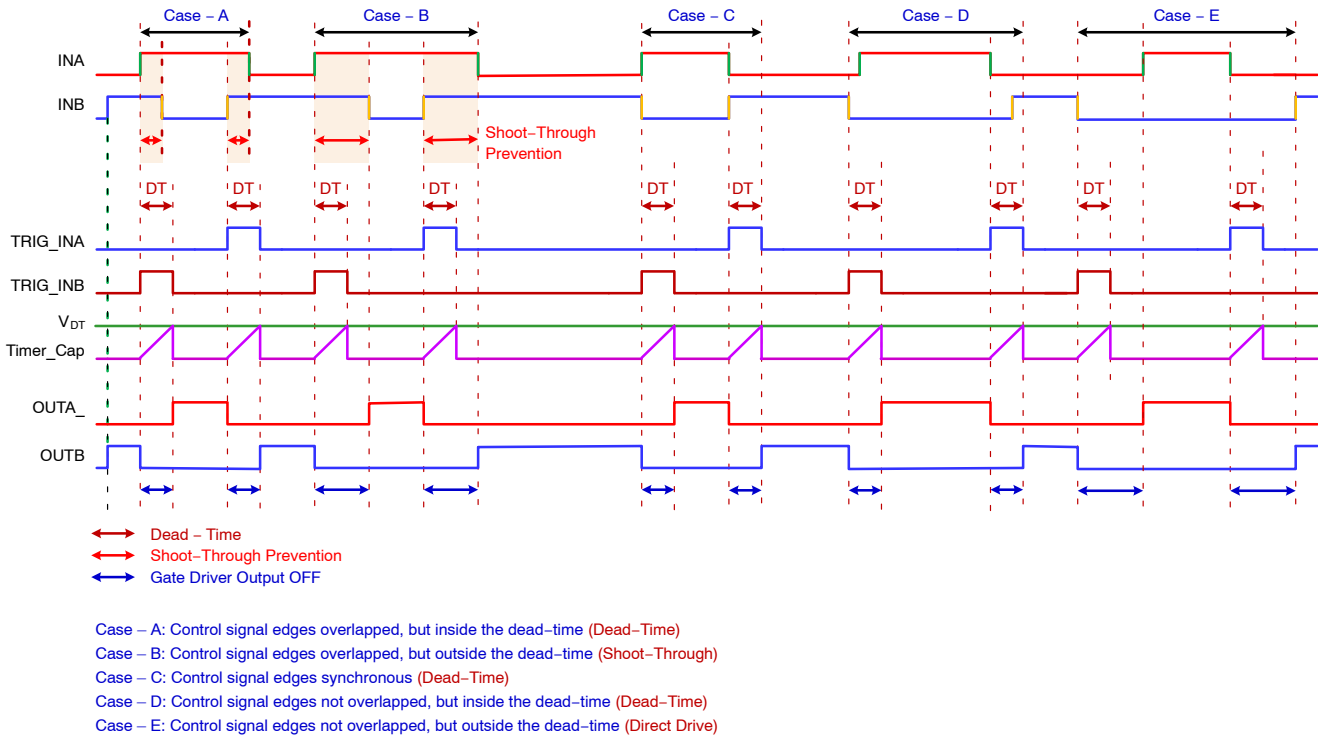 Case – A
Case – B
Case – C
Case – D
Case – E
INA
INB
Shoot–Through
Prevention
DT
DT
DT
DT
DT
DT
DT
DT
DT
DT
TRIG_INA
TRIG_INB
VDT
Timer_Cap
OUTA_
OUTB
Dead – Time
Shoot–Through Prevention
Gate Driver Output OFF
Case – A: Control signal edges overlapped, but inside the dead–time (Dead–Time)
Case – B: Control signal edges overlapped, but outside the dead–time (Shoot–Through)
Case – C: Control signal edges synchronous (Dead–Time)
Case – D: Control signal edges not overlapped, but inside the dead–time (Dead–Time)
Case – E: Control signal edges not overlapped, but outside the dead–time (Direct Drive)